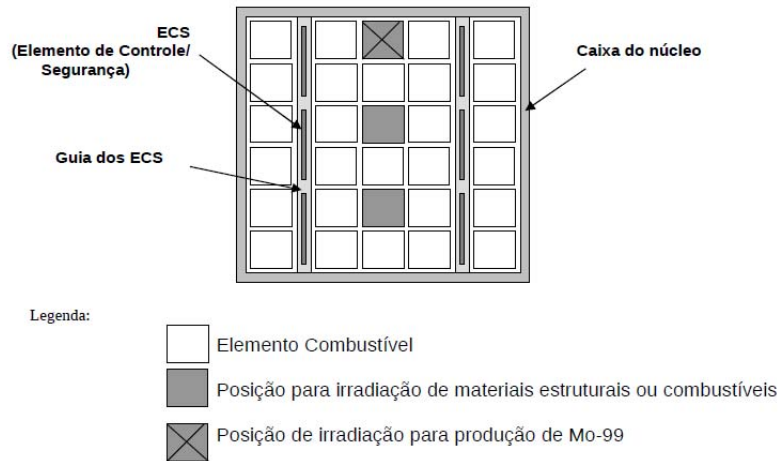 ECS
(Elemento de Controle/
Segurança)
Caixa do núcleo
Guia dos ECS
Legenda:
Elemento Combustível
Posição para irradiação de materiais estruturais ou combustíveis
Posição de irradiação para produção de Mo-99